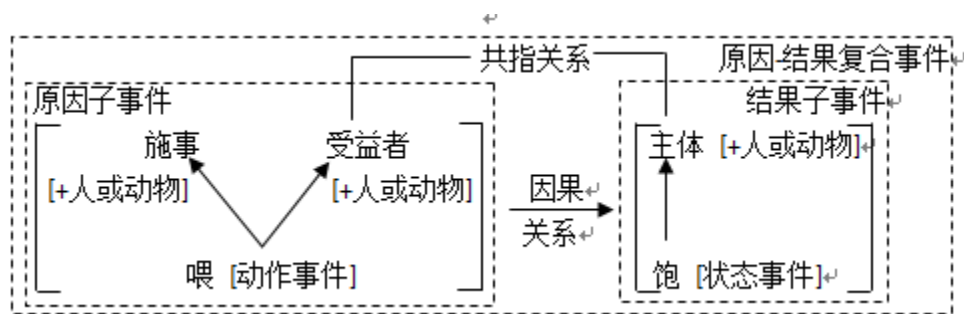 共指关系
原因-结果复合事件
原因子事件
结果子事件
施事
受益者
主体 [+人或动物]
[+人或动物]
[+人或动物]
因果
关系
喂 [动作事件]
饱 [状态事件]